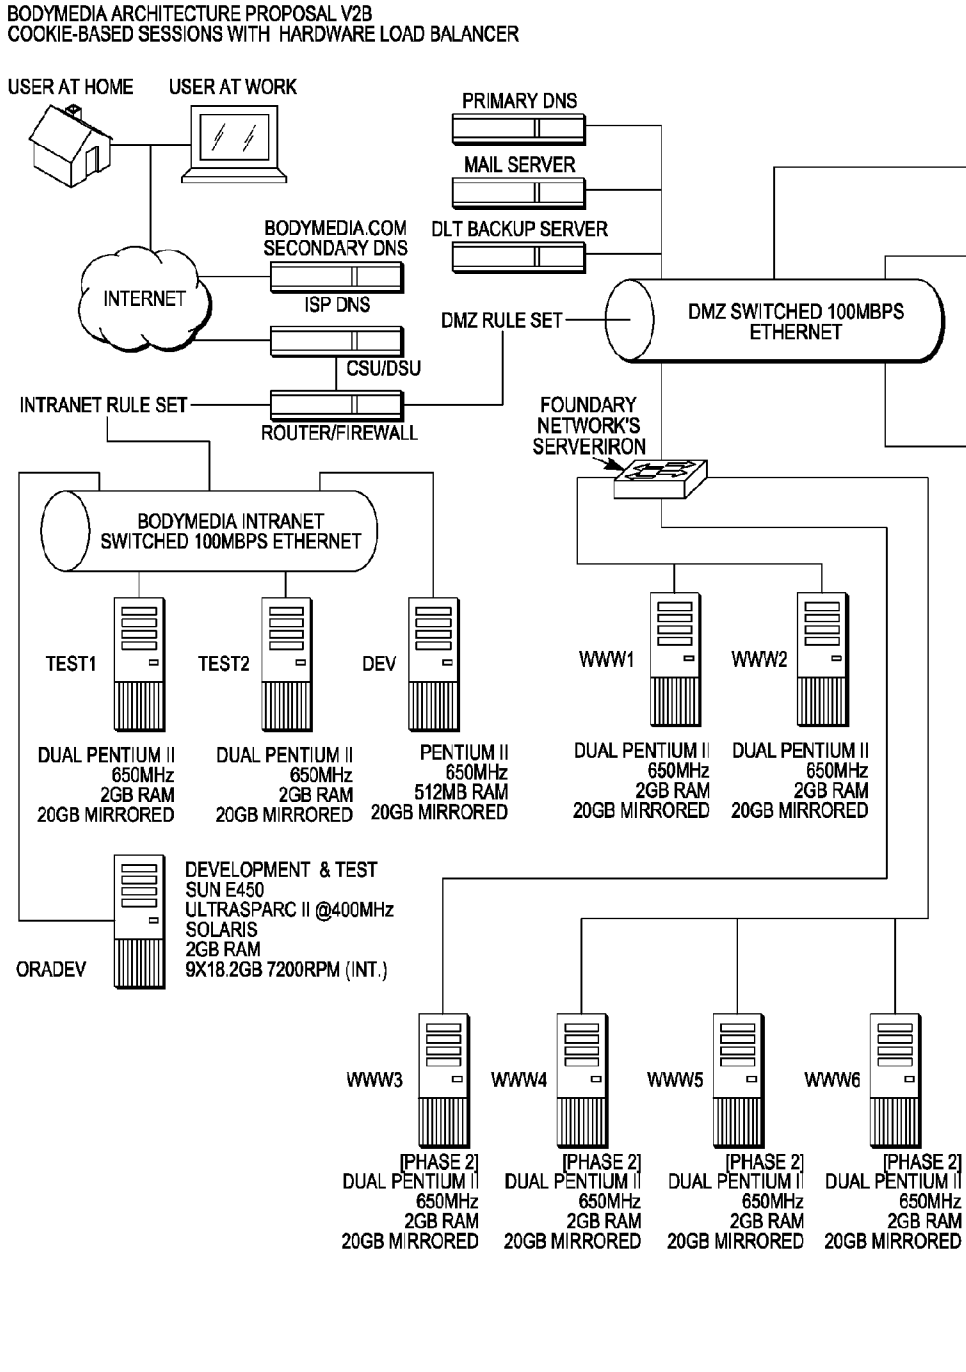 BODYMEDIA ARCHITECTURE PROPOSAL V2B
COOKIE-BASED SESSIONS WITH HARDWARE LOAD BALANCER
USER AT HOME
USER AT WORK
PRIMARY DNS
MAIL SERVER
DLT BACKUP SERVER
BODYMEDIA.COM
SECONDARY DNS
INTERNET
ISP DNS
CSU/DSU
DMZ RULE SET
DMZ SWITCHED 100MBPS
ETHERNET
INTRANET RULE SET
ROUTER/FIREWALL
FOUNDARY
NETWORK'S
SERVERIRON
BODYMEDIA INTRANET
SWITCHED 100MBPS ETHERNET
TEST1
TEST2
DEV
WWW1
WWW2
DUAL PENTIUM II
650MHz
2GB RAM
20GB MIRRORED
DUAL PENTIUM II
650MHz
2GB RAM
20GB MIRRORED
PENTIUM II
650MHz
512MB RAM
20GB MIRRORED
DUAL PENTIUM II
650MHz
2GB RAM
20GB MIRRORED
DUAL PENTIUM II
650MHz
2GB RAM
20GB MIRRORED
ORADEV
DEVELOPMENT & TEST
SUN E450
ULTRASPARC II @400MHz
SOLARIS
2GB RAM
9X18.2GB 7200RPM (INT.)
WWW3
WWW4
WWW5
WWW6
[PHASE 2]
DUAL PENTIUM II
650MHz
2GB RAM
20GB MIRRORED
[PHASE 2]
DUAL PENTIUM II
650MHz
2GB RAM
20GB MIRRORED
[PHASE 2]
DUAL PENTIUM II
650MHz
2GB RAM
20GB MIRRORED
[PHASE 2]
DUAL PENTIUM II
650MHz
2GB RAM
20GB MIRRORED